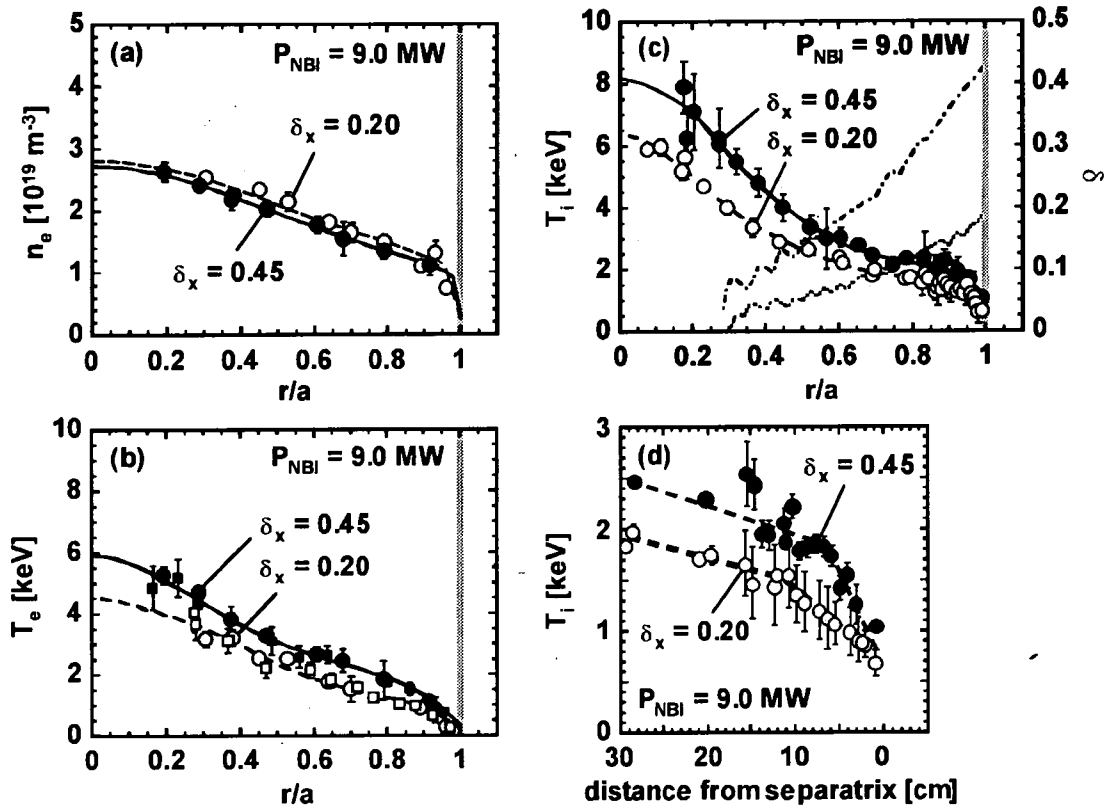 (a)
P_NBI = 9.0 MW
δ_x = 0.20
δ_x = 0.45
n_e [10^19 m^-3]
5
4
3
2
1
0
0 0.2 0.4 0.6 0.8 1
r/a
(c)
P_NBI = 9.0 MW
δ_x = 0.45
δ_x = 0.20
T_i [keV]
10
8
6
4
2
0
0.5
0.4
0.3
0.2
0.1
0
δ
0 0.2 0.4 0.6 0.8 1
r/a
(b)
P_NBI = 9.0 MW
δ_x = 0.45
δ_x = 0.20
T_e [keV]
10
8
6
4
2
0
0 0.2 0.4 0.6 0.8 1
r/a
(d)
δ_x = 0.45
δ_x = 0.20
P_NBI = 9.0 MW
T_i [keV]
3
2
1
0
30 20 10 0
distance from separatrix [cm]